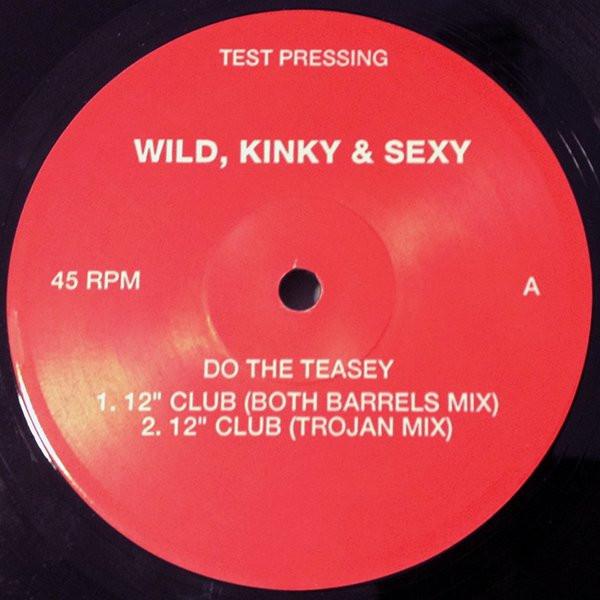 TEST PRESSING
WILD, KINKY & SEXY
45 RPM
A
DO THE TEASEY
1. 12" CLUB (BOTH BARRELS MIX)
2. 12" CLUB (TROJAN MIX)